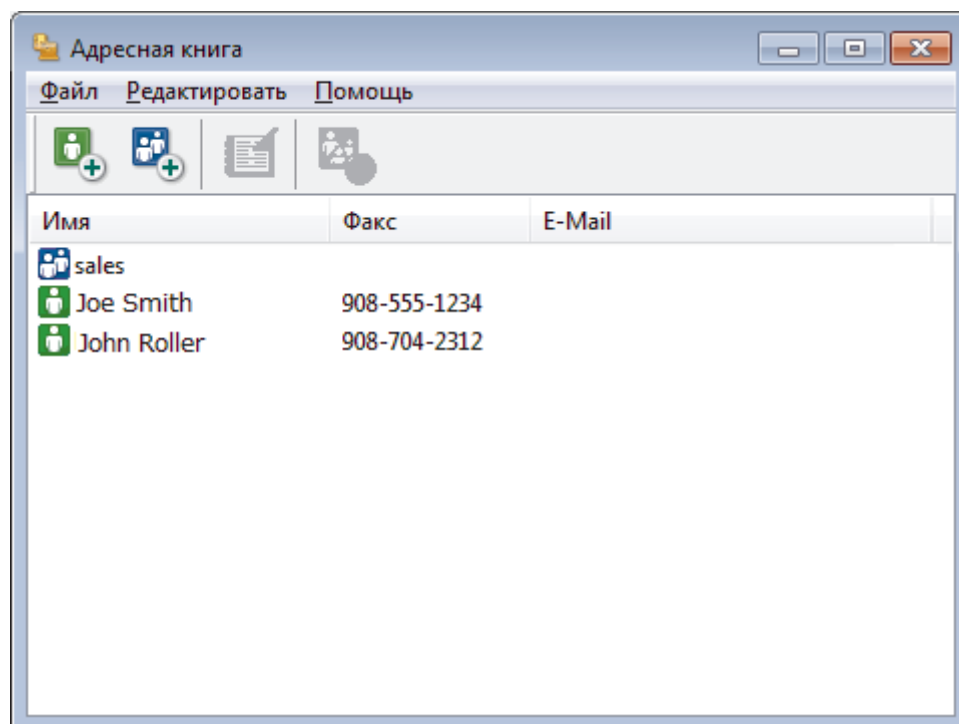 Адресная книга
Файл Редактировать Помощь
Имя Факс E-Mail
sales
Joe Smith 908-555-1234
John Roller 908-704-2312